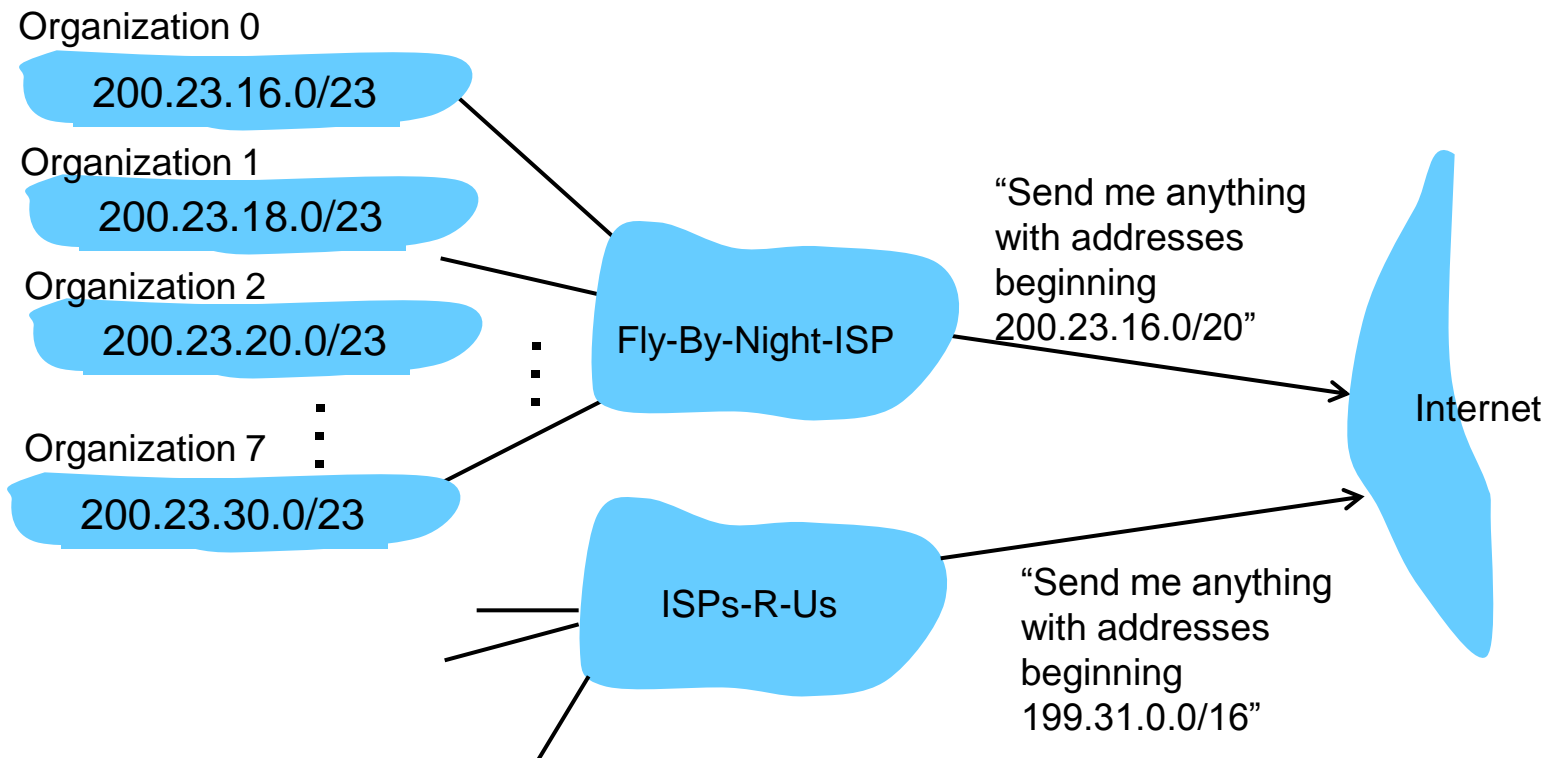 Organization 0
200.23.16.0/23
Organization 1
200.23.18.0/23
Organization 2
200.23.20.0/23
Organization 7
200.23.30.0/23
Fly-By-Night-ISP
“Send me anything
with addresses
beginning
200.23.16.0/20”
Internet
ISPs-R-Us
“Send me anything
with addresses
beginning
199.31.0.0/16”